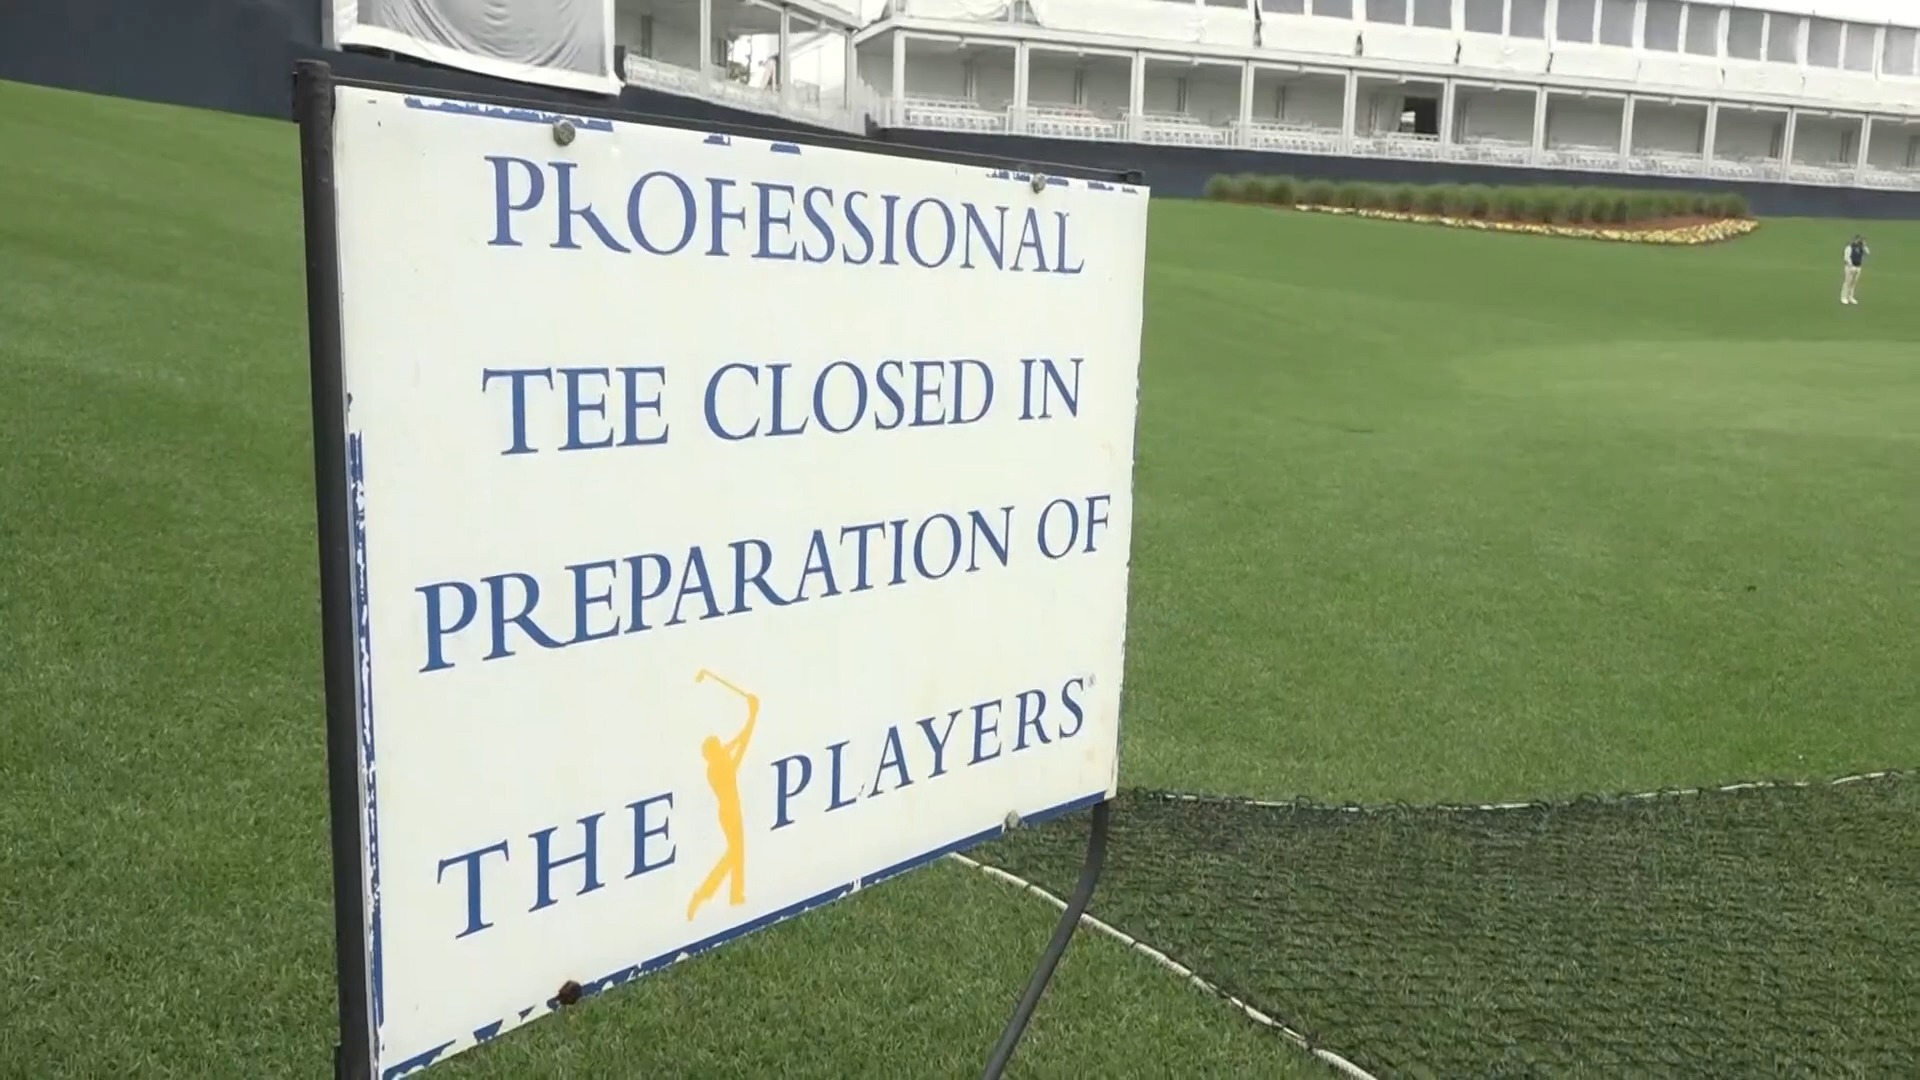 PROFESSIONAL
TEE CLOSED IN
PREPARATION OF
THE PLAYERS®